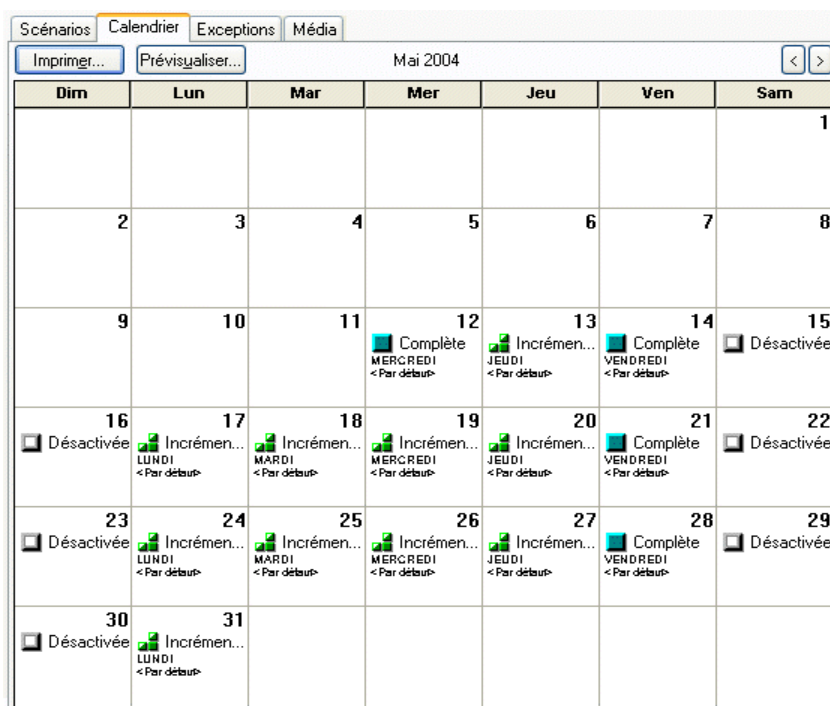 Scénarios Calendrier Exceptions Média
Imprimer... Prévisualiser... Mai 2004 < >
Dim Lun Mar Mer Jeu Ven Sam
1
2 3 4 5 6 7 8
9 10 11 12 13 14 15
Complète Incrémen... Complète Désactivée
MERCREDI JEUDI VENDREDI
<Par défaut> <Par défaut> <Par défaut>
16 17 18 19 20 21 22
Désactivée Incrémen... Incrémen... Incrémen... Incrémen... Complète Désactivée
LUNDI MARDI MERCREDI JEUDI VENDREDI
<Par défaut> <Par défaut> <Par défaut> <Par défaut> <Par défaut>
23 24 25 26 27 28 29
Désactivée Incrémen... Incrémen... Incrémen... Incrémen... Complète Désactivée
LUNDI MARDI MERCREDI JEUDI VENDREDI
<Par défaut> <Par défaut> <Par défaut> <Par défaut> <Par défaut>
30 31
Désactivée Incrémen...
LUNDI
<Par défaut>